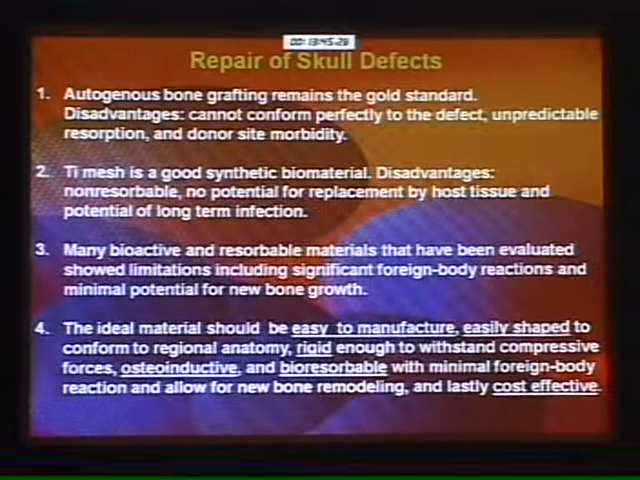 00:13:45:28
Repair of Skull Defects
1. Autogenous bone grafting remains the gold standard.
Disadvantages: cannot conform perfectly to the defect, unpredictable
resorption, and donor site morbidity.
2. Ti mesh is a good synthetic biomaterial. Disadvantages:
nonresorbable, no potential for replacement by host tissue and
potential of long term infection.
3. Many bioactive and resorbable materials that have been evaluated
showed limitations including significant foreign-body reactions and
minimal potential for new bone growth.
4. The ideal material should be easy to manufacture, easily shaped to
conform to regional anatomy, rigid enough to withstand compressive
forces, osteoinductive, and bioresorbable with minimal foreign-body
reaction and allow for new bone remodeling, and lastly cost effective.